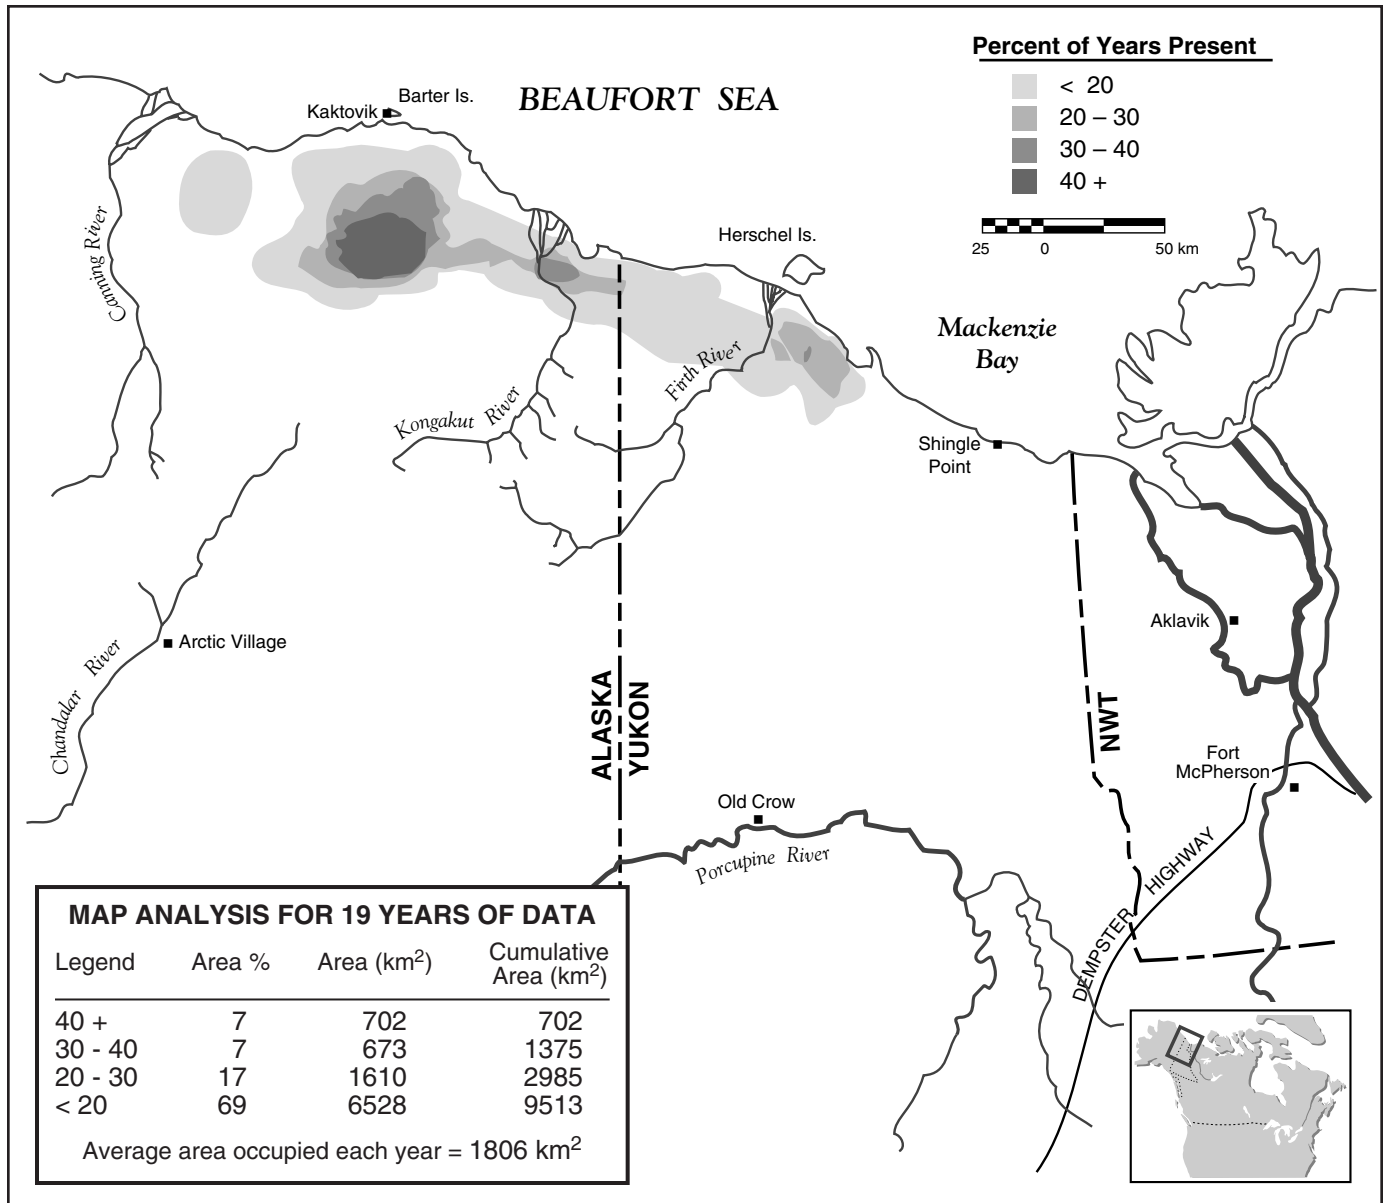 Percent of Years Present
< 20
20 – 30
30 – 40
40 +
25 0 50 km
BEAUFORT SEA
Barter Is.
Kaktovik
Canning River
Herschel Is.
Mackenzie
Bay
Firth River
Kongakut River
Shingle
Point
Aklavik
Arctic Village
Chandalar River
ALASKA
YUKON
NWT
Fort
McPherson
Old Crow
Porcupine River
DEMPSTER HIGHWAY
MAP ANALYSIS FOR 19 YEARS OF DATA
Legend Area % Area (km²) Cumulative
Area (km²)
40 + 7 702 702
30 - 40 7 673 1375
20 - 30 17 1610 2985
< 20 69 6528 9513
Average area occupied each year = 1806 km²